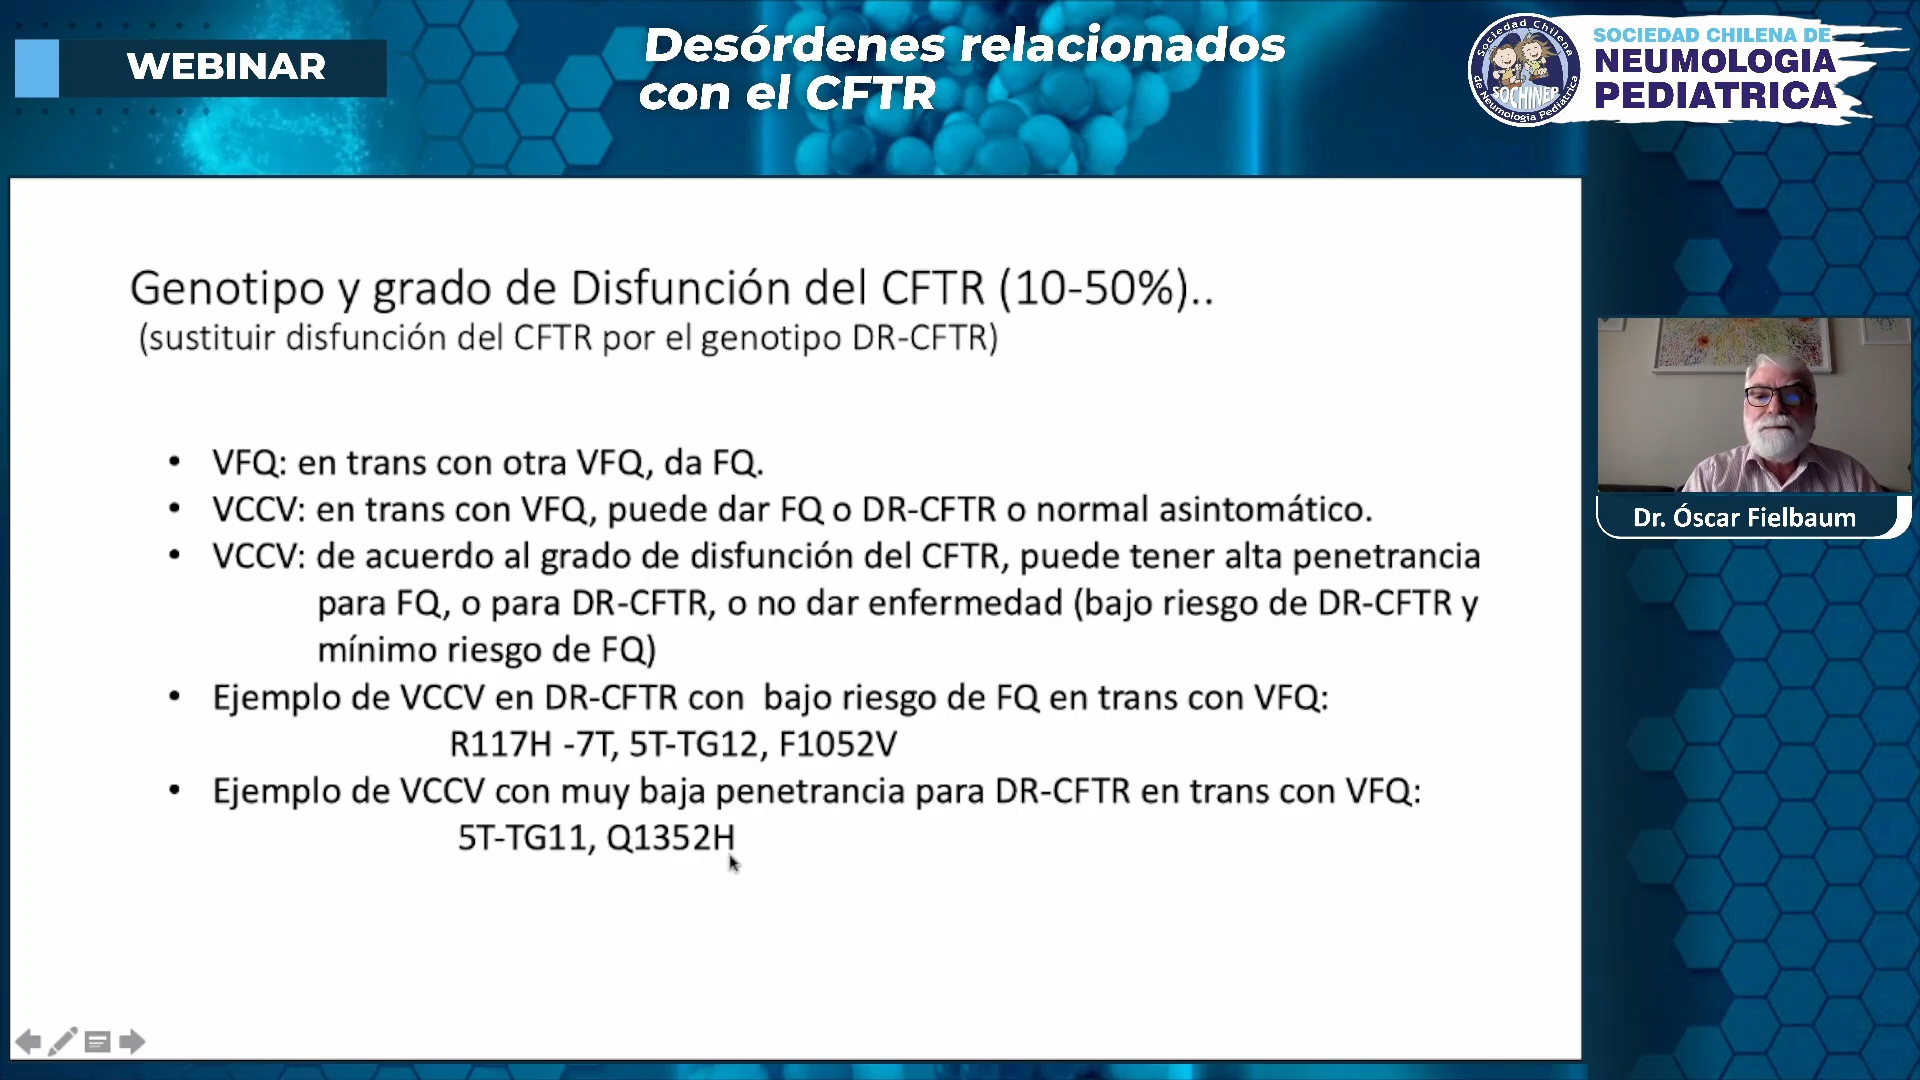 WEBINAR
Desórdenes relacionados
con el CFTR
Sociedad Chilena
de Neumología Pediatrica
SOCHINEP
SOCIEDAD CHILENA DE
NEUMOLOGIA
PEDIATRICA
Genotipo y grado de Disfunción del CFTR (10-50%)..
(sustituir disfunción del CFTR por el genotipo DR-CFTR)
• VFQ: en trans con otra VFQ, da FQ.
• VCCV: en trans con VFQ, puede dar FQ o DR-CFTR o normal asintomático.
• VCCV: de acuerdo al grado de disfunción del CFTR, puede tener alta penetrancia
para FQ, o para DR-CFTR, o no dar enfermedad (bajo riesgo de DR-CFTR y
mínimo riesgo de FQ)
• Ejemplo de VCCV en DR-CFTR con bajo riesgo de FQ en trans con VFQ:
R117H -7T, 5T-TG12, F1052V
• Ejemplo de VCCV con muy baja penetrancia para DR-CFTR en trans con VFQ:
5T-TG11, Q1352H
Dr. Óscar Fielbaum